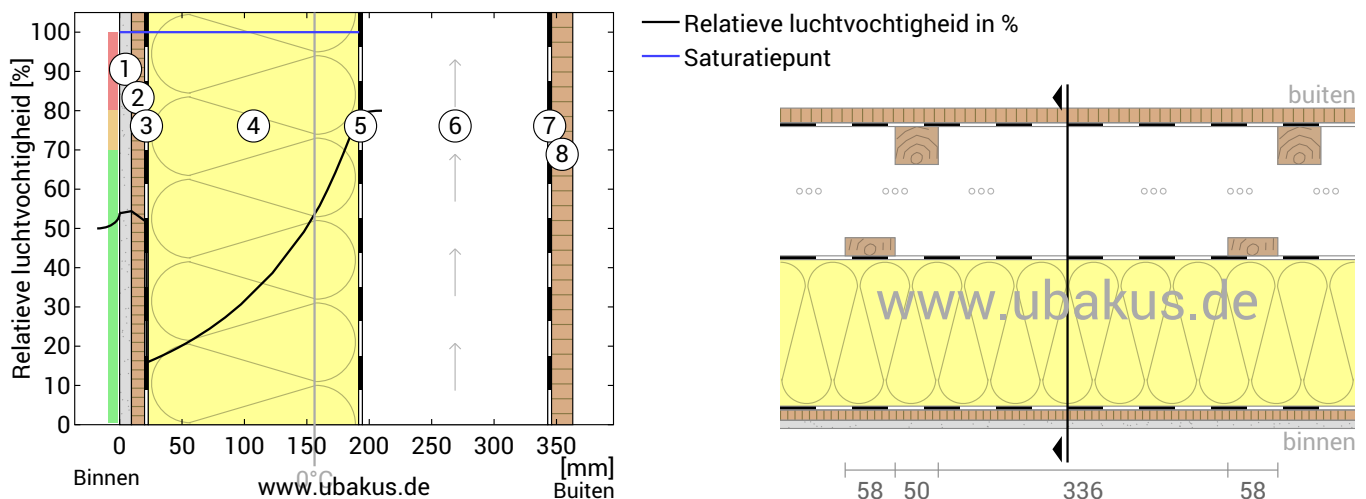 Relatieve luchtvochtigheid in %
Saturatiepunt
Relatieve luchtvochtigheid [%]
100
90
80
70
60
50
40
30
20
10
0
1
2
3
4
5
6
7
8
0 50 100 150 200 250 300 350
[mm]
Binnen
0°C
www.ubakus.de
Buiten
buiten
www.ubakus.de
binnen
58 50 336 58